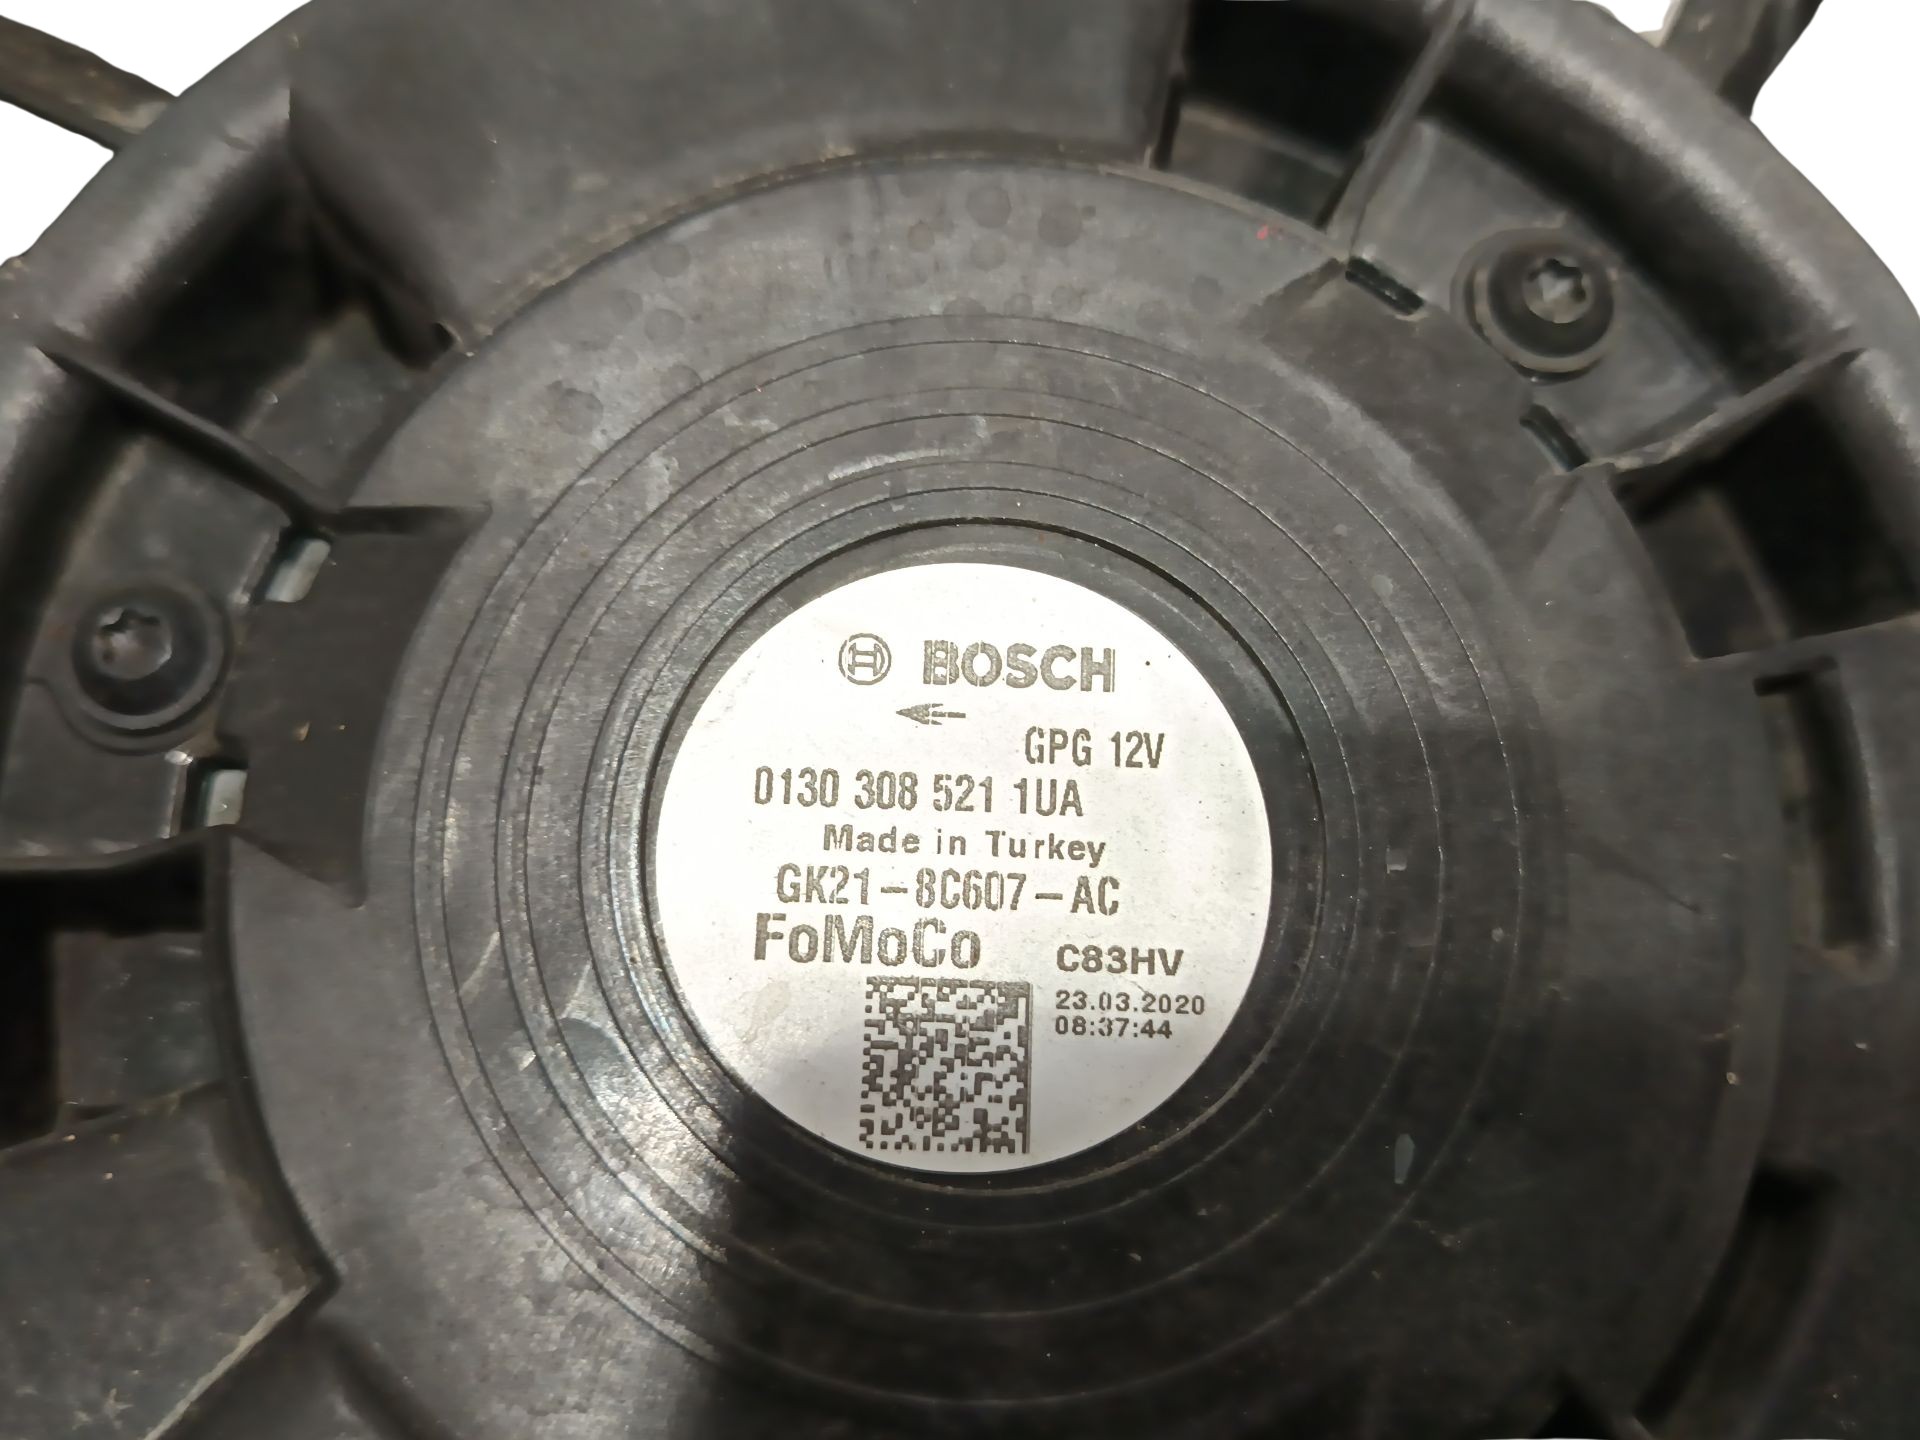 BOSCH
GPG 12V
0130 308 521 1UA
Made in Turkey
GK21-8C607-AC
FoMoCo C83HV
23.03.2020
08:37:44